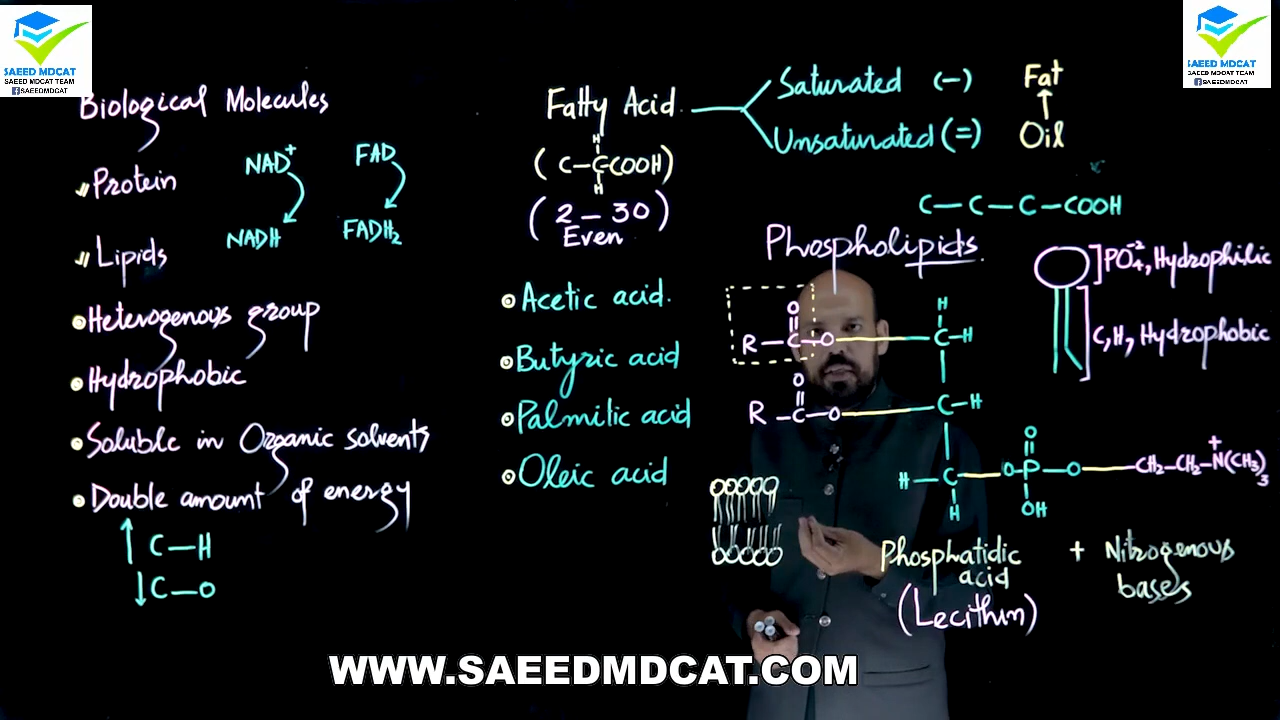 SAEED MDCAT
SAEED MDCAT TEAM
SAEEDMDCAT
Biological Molecules
Protein
NAD+
NADH
FAD
FADH2
Lipids
Heterogenous group
Hydrophobic
Soluble in Organic solvents
Double amount of energy
↑ C—H
↓ C—O
Fatty Acid
H
(C—C—COOH)
H
(2 — 30)
Even
Acetic acid.
Butyric acid
Palmitic acid
Oleic acid
Saturated (—)
Unsaturated (=)
Fat
↑
Oil
C — C — C — COOH
Phospholipids.
PO4-2, Hydrophilic
C, H, Hydrophobic
O H
R — C — O C — H
O
R — C — O C — H
O
H — C — O — P — O — CH2 — CH2 — N+(CH3)3
H OH
Phosphatidic acid + Nitrogenous bases
(Lecithin)
SAEED MDCAT
SAEED MDCAT TEAM
SAEEDMDCAT
WWW.SAEEDMDCAT.COM